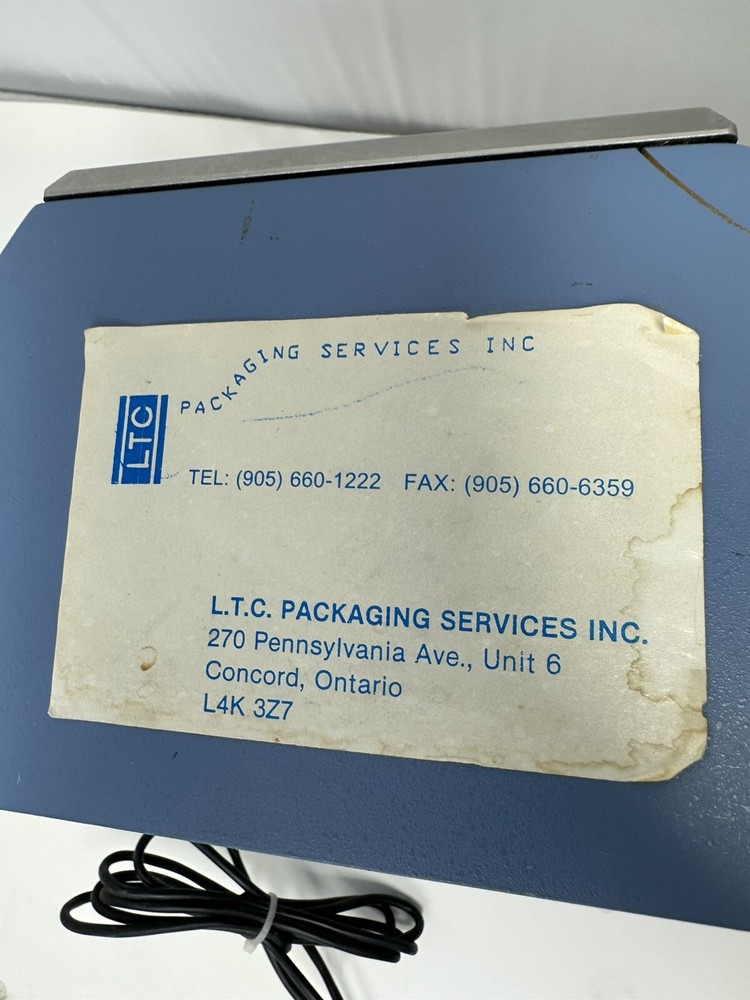 PACKAGING SERVICES INC
LTC
TEL: (905) 660-1222 FAX: (905) 660-6359
L.T.C. PACKAGING SERVICES INC.
270 Pennsylvania Ave., Unit 6
Concord, Ontario
L4K 3Z7